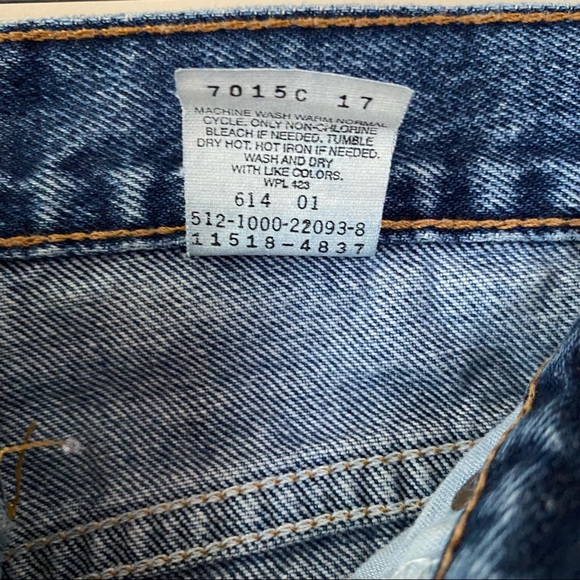 7015C 17
MACHINE WASH WARM NORMAL
CYCLE. ONLY NON-CHLORINE
BLEACH IF NEEDED. TUMBLE
DRY HOT. HOT IRON IF NEEDED.
WASH AND DRY
WITH LIKE COLORS.
WPL 423
614 01
512-1000-22093-8
11518-4837